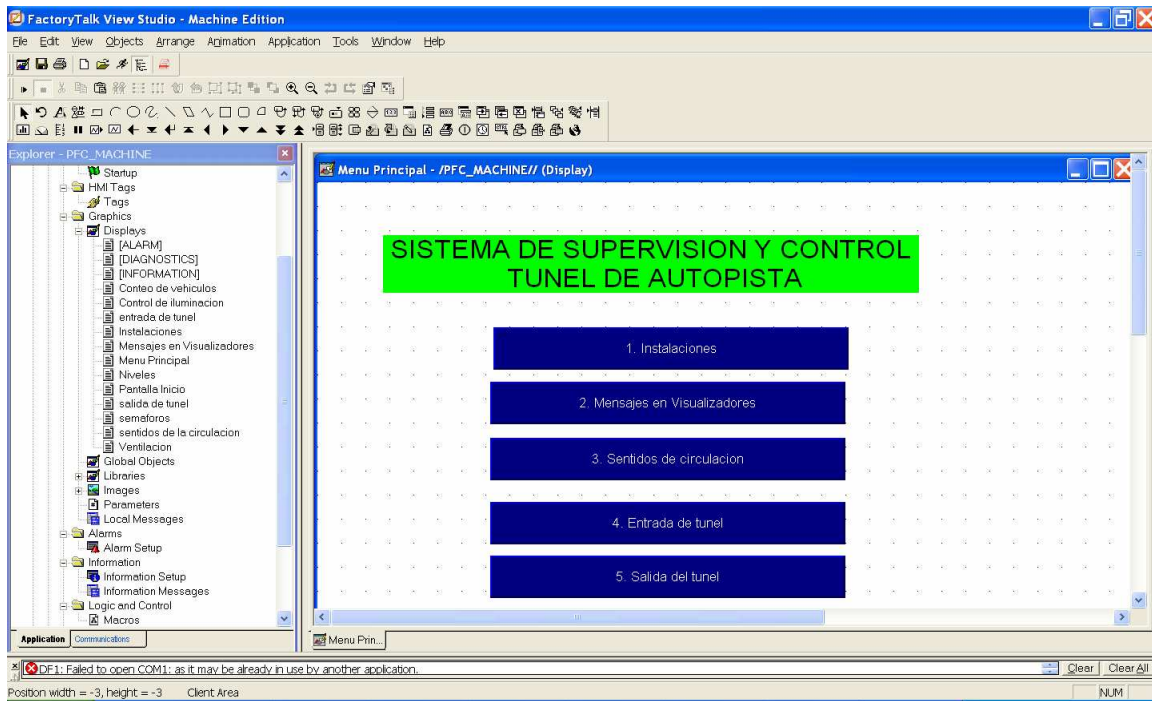 FactoryTalk View Studio - Machine Edition
File Edit View Objects Arrange Animation Application Tools Window Help
Explorer - PFC_MACHINE
Startup
HMI Tags
Tags
Graphics
Displays
[ALARM]
[DIAGNOSTICS]
[INFORMATION]
Conteo de vehiculos
Control de iluminacion
entrada de tunel
Instalaciones
Mensajes en Visualizadores
Menu Principal
Niveles
Pantalla Inicio
salida de tunel
semaforos
sentidos de la circulacion
Ventilacion
Global Objects
Libraries
Images
Parameters
Local Messages
Alarms
Alarm Setup
Information
Information Setup
Information Messages
Logic and Control
Macros
Application Communications
Menu Principal - /PFC_MACHINE// (Display)
SISTEMA DE SUPERVISION Y CONTROL
TUNEL DE AUTOPISTA
1. Instalaciones
2. Mensajes en Visualizadores
3. Sentidos de circulacion
4. Entrada de tunel
5. Salida del tunel
Menu Prin...
DF1: Failed to open COM1: as it may be already in use by another application.
Clear Clear All
Position width = -3, height = -3 Client Area
NUM